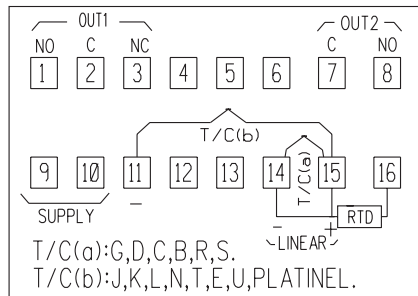 OUT1 OUT2
NO C NC C NO
1 2 3 4 5 6 7 8
T/C(b)
T/C(a)
9 10 11 12 13 14 15 16
- - + RTD
SUPPLY LINEAR
T/C(a):G,D,C,B,R,S.
T/C(b):J,K,L,N,T,E,U,PLATINEL.